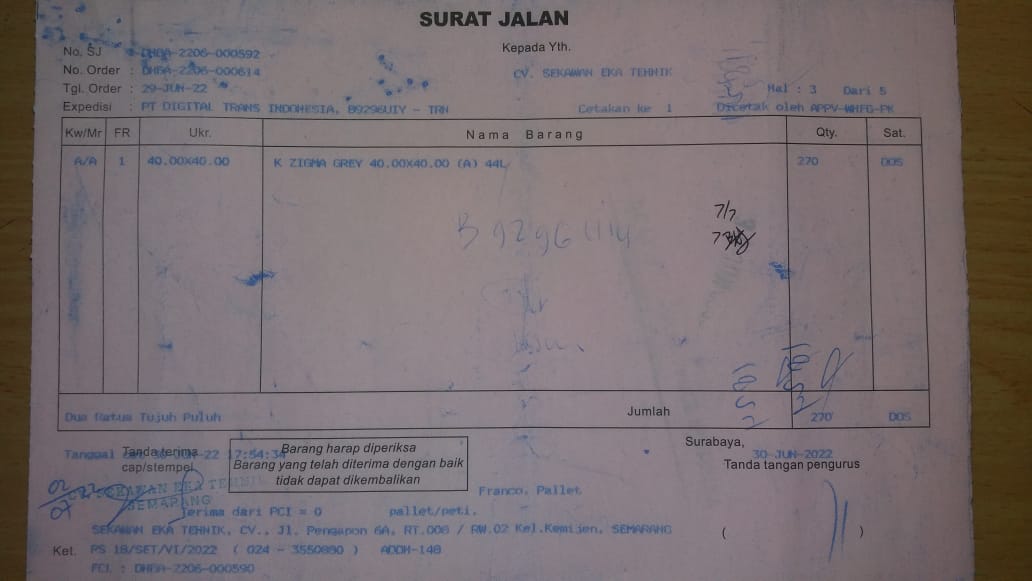 SURAT JALAN
No. SJ : DHBA-2206-000592
Kepada Yth.
No. Order : DHBA-2206-000614
CV. SEKAWAN EKA TEHNIK
Tgl. Order : 29-JUN-22
Hal : 3 Dari 5
Expedisi : PT DIGITAL TRANS INDONESIA, B9296UIY - TRN Cetakan ke 1 Dicetak oleh APPV-WHFG-PK
Kw/Mr FR Ukr. Nama Barang Qty. Sat.
A/A 1 40.00X40.00 K ZIGMA GREY 40.00X40.00 (A) 44L 270 DOS
7/7
B 9296 UIY
Dua Ratus Tujuh Puluh Jumlah 270 DOS
Surabaya,
Tanggal 22 17:54:34
30-JUN-2022
Tanda terima
cap/stempel
Barang harap diperiksa
Barang yang telah diterima dengan baik
tidak dapat dikembalikan
Tanda tangan pengurus
Franco, Pallet
02/07 22
SEKAWAN EKA TEHNIK
SEMARANG
Terima dari PCI = 0 pallet/peti.
SEKAWAN EKA TEHNIK, CV., Jl. Pengapon 6A, RT.006 / RW.02 Kel.Kemijen, SEMARANG
( )
Ket. PS 18/SET/VI/2022 ( 024 - 3550880 ) ADDH-148
PCI. : DHBA-2206-000590